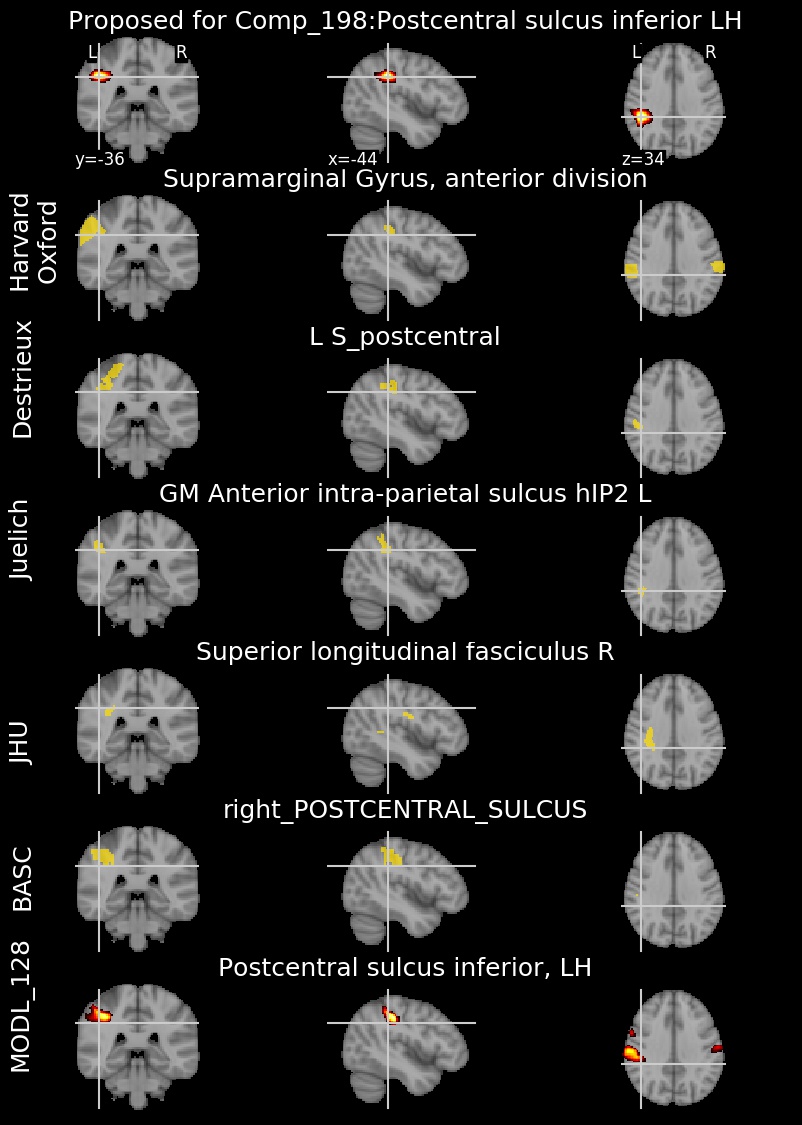 Proposed for Comp_198:Postcentral sulcus inferior LH
L R L R
y=-36 x=-44 z=34
Supramarginal Gyrus, anterior division
Harvard
Oxford
L S_postcentral
Destrieux
GM Anterior intra-parietal sulcus hIP2 L
Juelich
Superior longitudinal fasciculus R
JHU
right_POSTCENTRAL_SULCUS
BASC
Postcentral sulcus inferior, LH
MODL_128